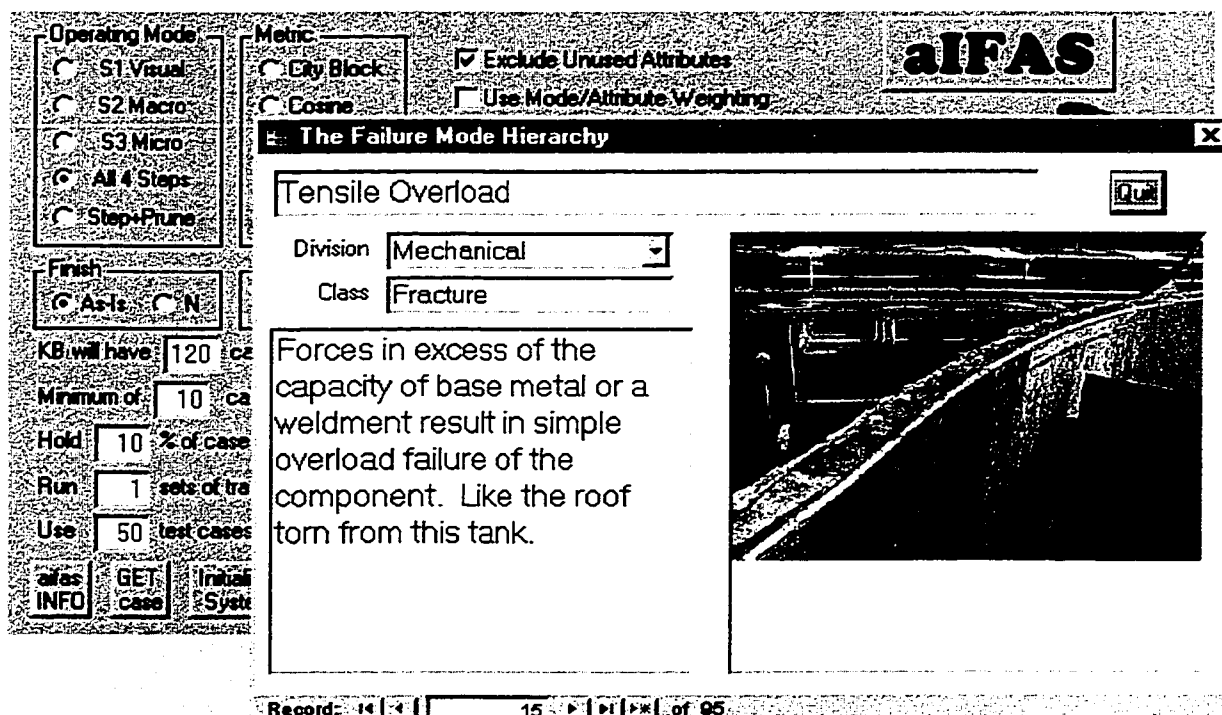 Operating Mode
S1 Visual
S2 Macro
S3 Micro
All 4 Steps
Step+Prune
Metric
City Block
Cosine
Exclude Unused Attributes
Use Mode/Attribute Weighting
aIFAS
The Failure Mode Hierarchy
Tensile Overload
Quit
Division Mechanical
Class Fracture
Forces in excess of the
capacity of base metal or a
weldment result in simple
overload failure of the
component. Like the roof
torn from this tank.
Finish
As-Is N
KB will have 120 ca
Minimum of 10 ca
Hold 10 % of case
Run 1 sets of tra
Use 50 test cases
aifas
INFO
GET
case
Initiali
Syste
Record: 15 of 95